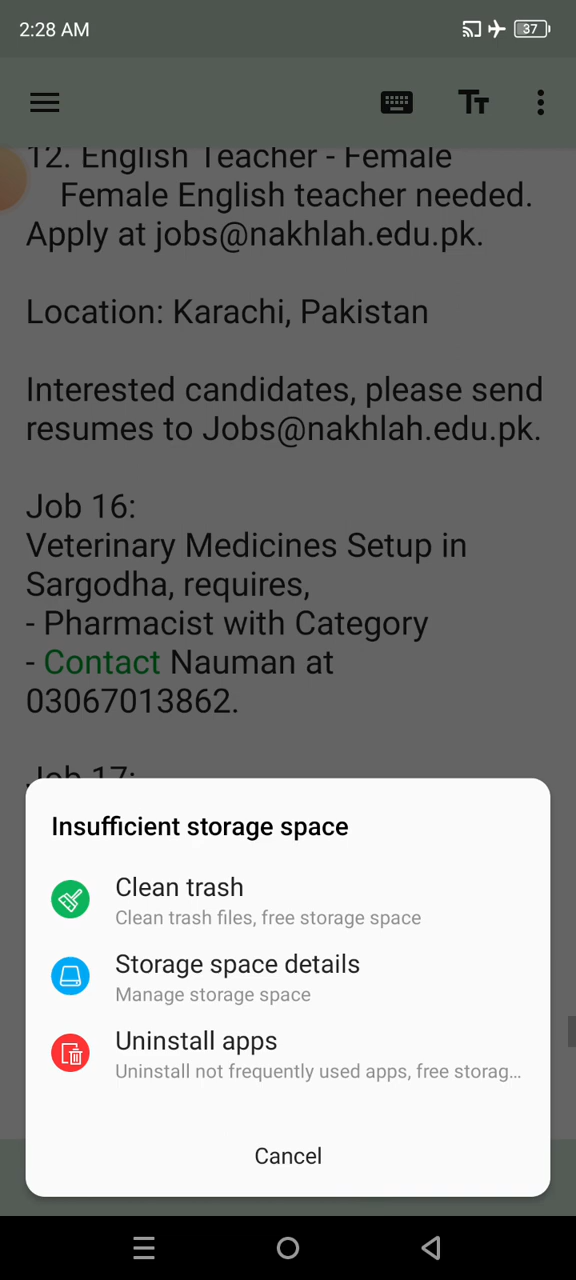 2:28 AM
37
12. English Teacher - Female
Female English teacher needed.
Apply at jobs@nakhlah.edu.pk.
Location: Karachi, Pakistan
Interested candidates, please send
resumes to Jobs@nakhlah.edu.pk.
Job 16:
Veterinary Medicines Setup in
Sargodha, requires,
- Pharmacist with Category
- Contact Nauman at
03067013862.
Job 17:
Insufficient storage space
Clean trash
Clean trash files, free storage space
Storage space details
Manage storage space
Uninstall apps
Uninstall not frequently used apps, free storag...
Cancel